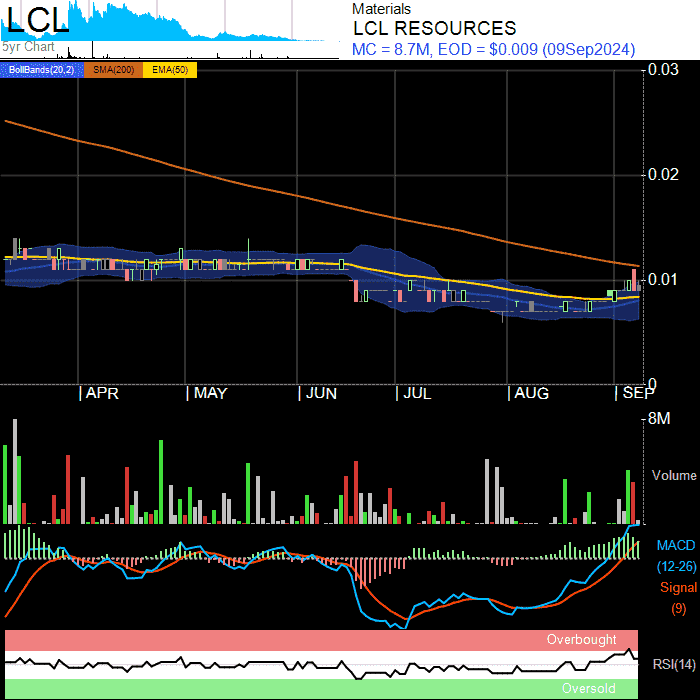 LCL
5yr Chart
Materials
LCL RESOURCES
MC = 8.7M, EOD = $0.009 (09Sep2024)
BollBands(20,2) SMA(200) EMA(50)
0.03
0.02
0.01
0
APR MAY JUN JUL AUG SEP
8M
Volume
MACD
(12-26)
Signal
(9)
Overbought
RSI(14)
Oversold